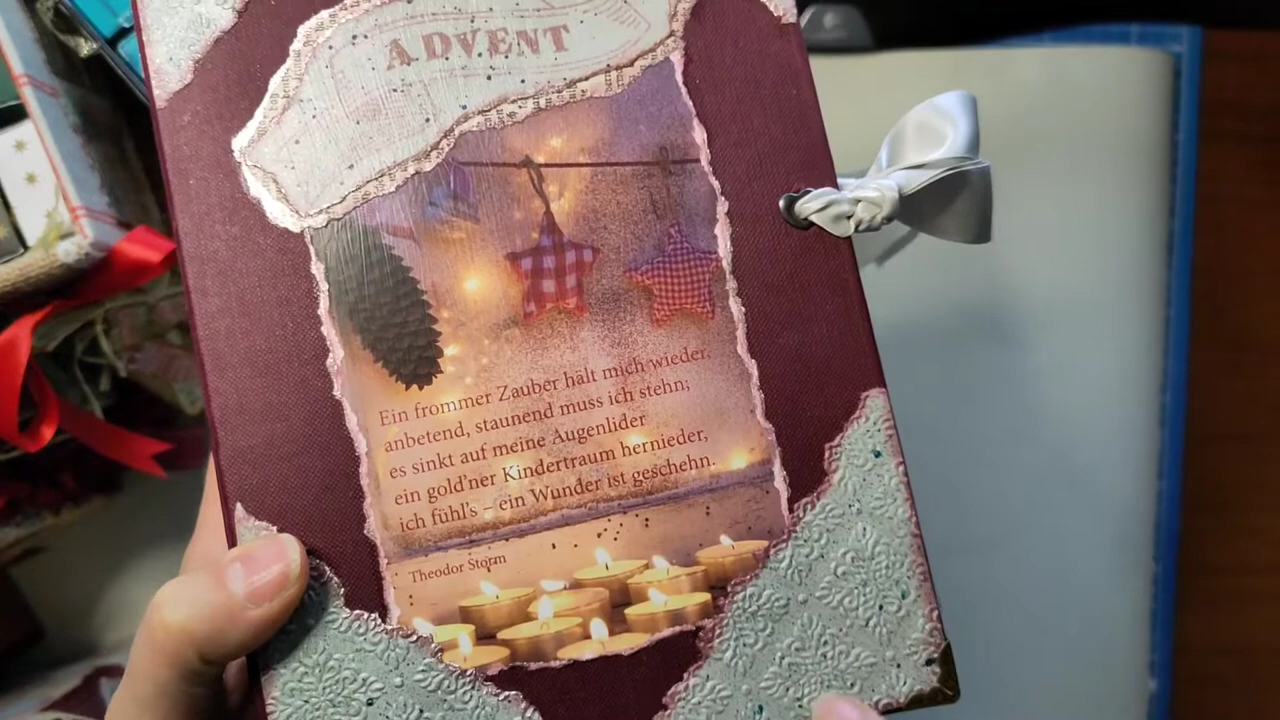 ADVENT
Ein frommer Zauber hält mich wieder,
anbetend, staunend muss ich stehn;
es sinkt auf meine Augenlider
ein gold'ner Kindertraum hernieder,
ich fühl's – ein Wunder ist geschehn.
Theodor Storm